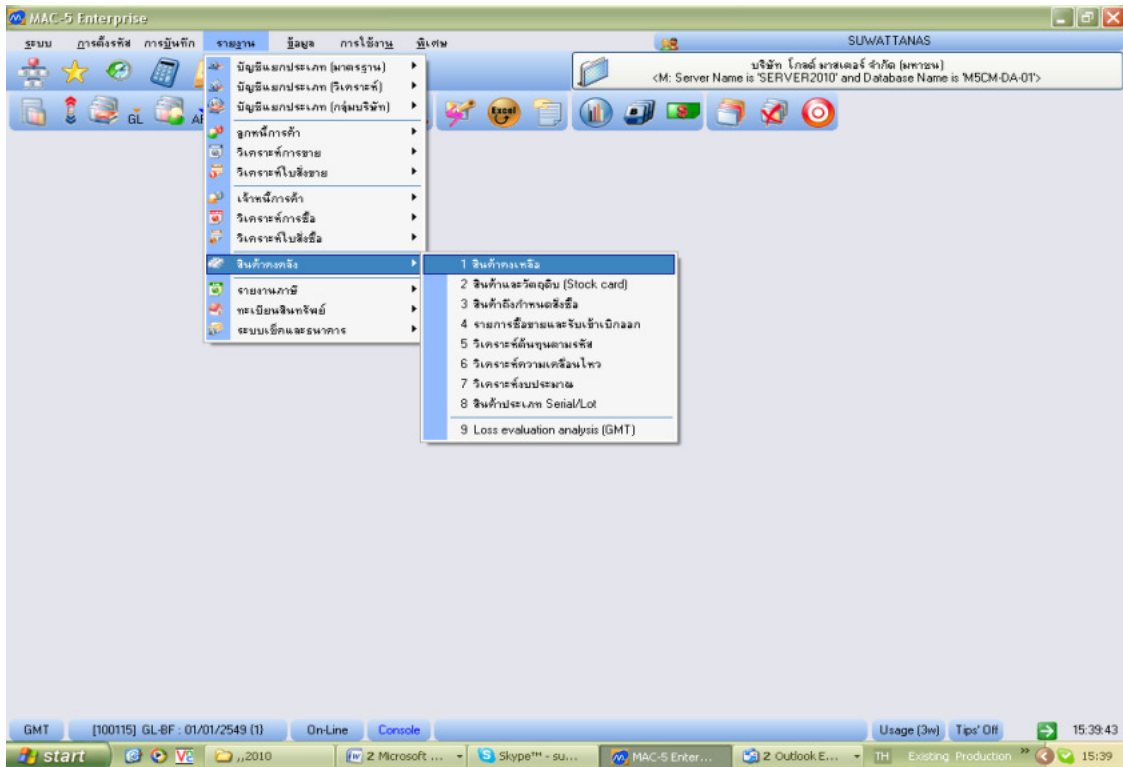 MAC-5 Enterprise
ระบบ การตั้งรหัส การบันทึก รายงาน ข้อมูล การใช้งาน พิเศษ
SUWATTANAS
บริษัท โกลด์ มาสเตอร์ จำกัด (มหาชน)
<M: Server Name is 'SERVER2010' and Database Name is 'M5CM-DA-01'>
GL
Excel
บัญชีแยกประเภท (มาตรฐาน)
บัญชีแยกประเภท (วิเคราะห์)
บัญชีแยกประเภท (กลุ่มบริษัท)
ลูกหนี้การค้า
วิเคราะห์การขาย
วิเคราะห์ใบสั่งขาย
เจ้าหนี้การค้า
วิเคราะห์การซื้อ
วิเคราะห์ใบสั่งซื้อ
สินค้าคงคลัง
รายงานภาษี
ทะเบียนสินทรัพย์
ระบบเช็คและธนาคาร
1 สินค้าคงเหลือ
2 สินค้าและวัตถุดิบ (Stock card)
3 สินค้าถึงกำหนดสั่งซื้อ
4 รายการซื้อขายและรับเข้าเบิกออก
5 วิเคราะห์ต้นทุนตามรหัส
6 วิเคราะห์ความเคลื่อนไหว
7 วิเคราะห์งบประมาณ
8 สินค้าประเภท Serial/Lot
9 Loss evaluation analysis (GMT)
GMT [100115] GL-BF : 01/01/2549 (1) On-Line Console Usage (3w) Tips' Off 15:39:43
start ,,2010 2 Microsoft ... Skype™ - su... MAC-5 Enter... 2 Outlook E... TH Existing Production » 15:39